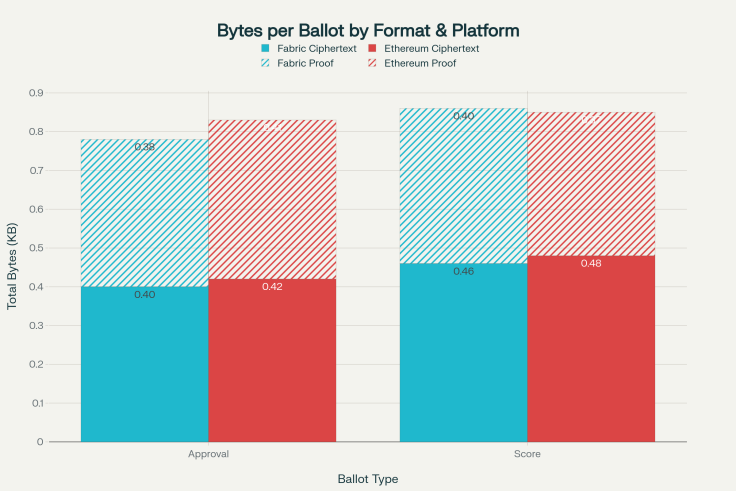 Bytes per Ballot by Format & Platform
Fabric Ciphertext Ethereum Ciphertext
Fabric Proof Ethereum Proof
Total Bytes (KB)
0.9
0.8
0.7
0.6
0.5
0.4
0.3
0.2
0.1
0
0.38
0.40
0.42
0.40
0.46
0.48
Approval Score
Ballot Type